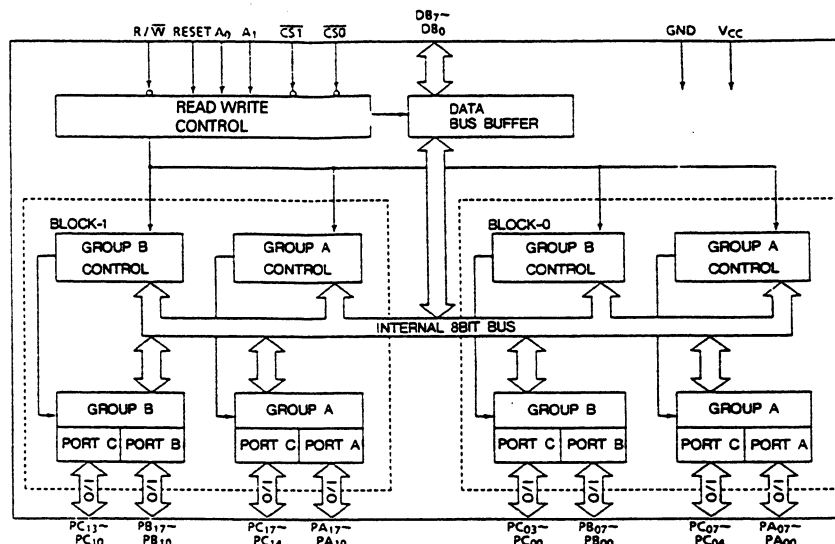 DB7~
DB0
R/W RESET A0 A1 CS1 CS0
GND VCC
READ WRITE
CONTROL
DATA
BUS BUFFER
BLOCK-1
GROUP B
CONTROL
GROUP A
CONTROL
BLOCK-0
GROUP B
CONTROL
GROUP A
CONTROL
INTERNAL 8BIT BUS
GROUP B
PORT C PORT B
GROUP A
PORT C PORT A
GROUP B
PORT C PORT B
GROUP A
PORT C PORT A
I/O I/O I/O I/O I/O I/O I/O I/O
PC13~ PB17~ PC17~ PA17~ PC03~ PB07~ PC07~ PA07~
PC10 PB10 PC14 PA10 PC00 PB00 PC04 PA00